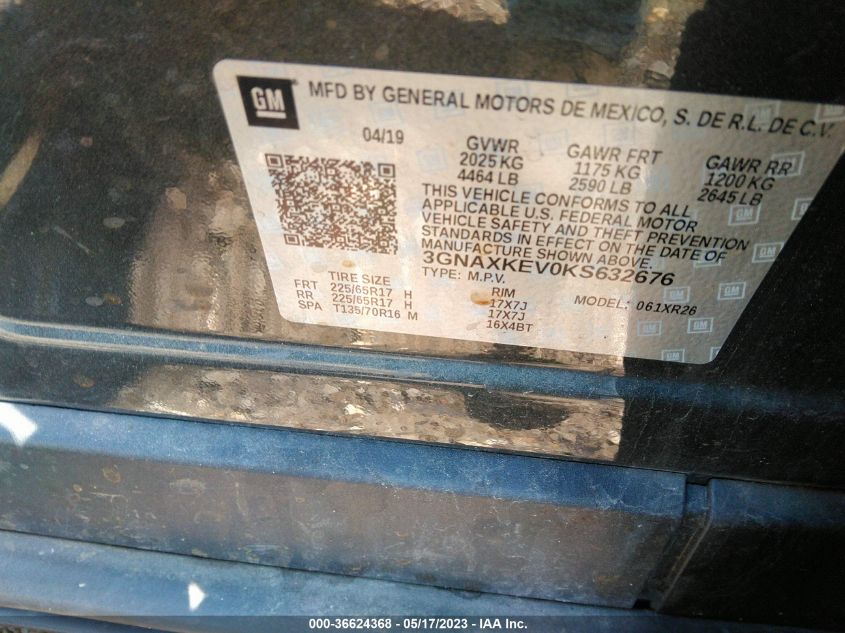 GM MFD BY GENERAL MOTORS DE MEXICO, S. DE R.L. DE C.V.
04/19 GVWR GAWR FRT GAWR RR
2025 KG 1175 KG 1200 KG
4464 LB 2590 LB 2645 LB
THIS VEHICLE CONFORMS TO ALL
APPLICABLE U.S. FEDERAL MOTOR
VEHICLE SAFETY AND THEFT PREVENTION
STANDARDS IN EFFECT ON THE DATE OF
MANUFACTURE SHOWN ABOVE.
3GNAXKEV0KS632676
TYPE: M.P.V. MODEL: 061XR26
TIRE SIZE RIM
FRT 225/65R17 H 17X7J
RR 225/65R17 H 17X7J
SPA T135/70R16 M 16X4BT
000-36624368 - 05/17/2023 - IAA Inc.